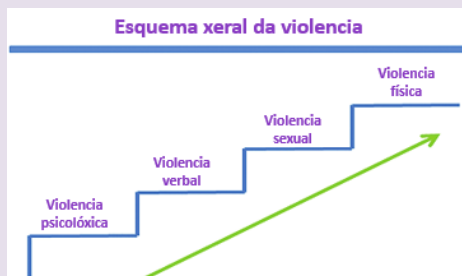 Esquema xeral da violencia
Violencia
física
Violencia
sexual
Violencia
verbal
Violencia
psicolóxica